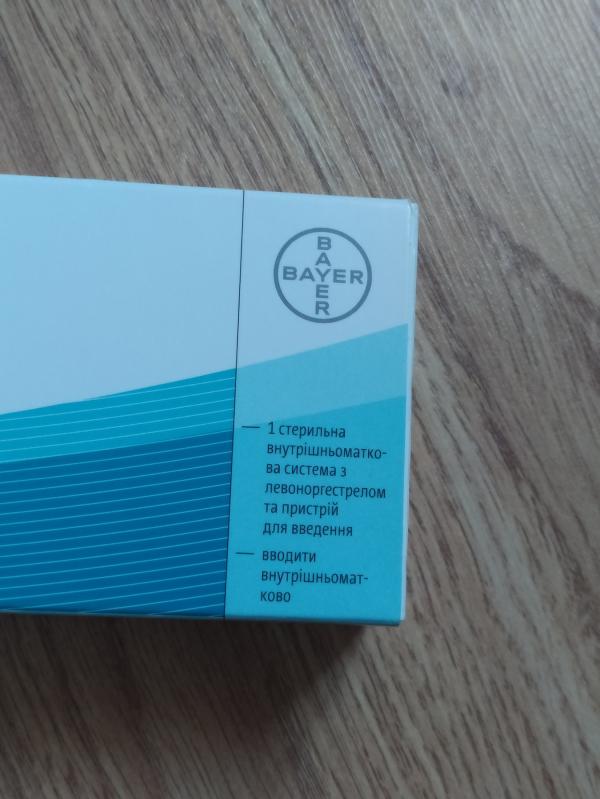 BAYER
BAYER
— 1 стерильна
внутрішньоматко-
ва система з
левоноргестрелом
та пристрій
для введення
— вводити
внутрішньомат-
ково